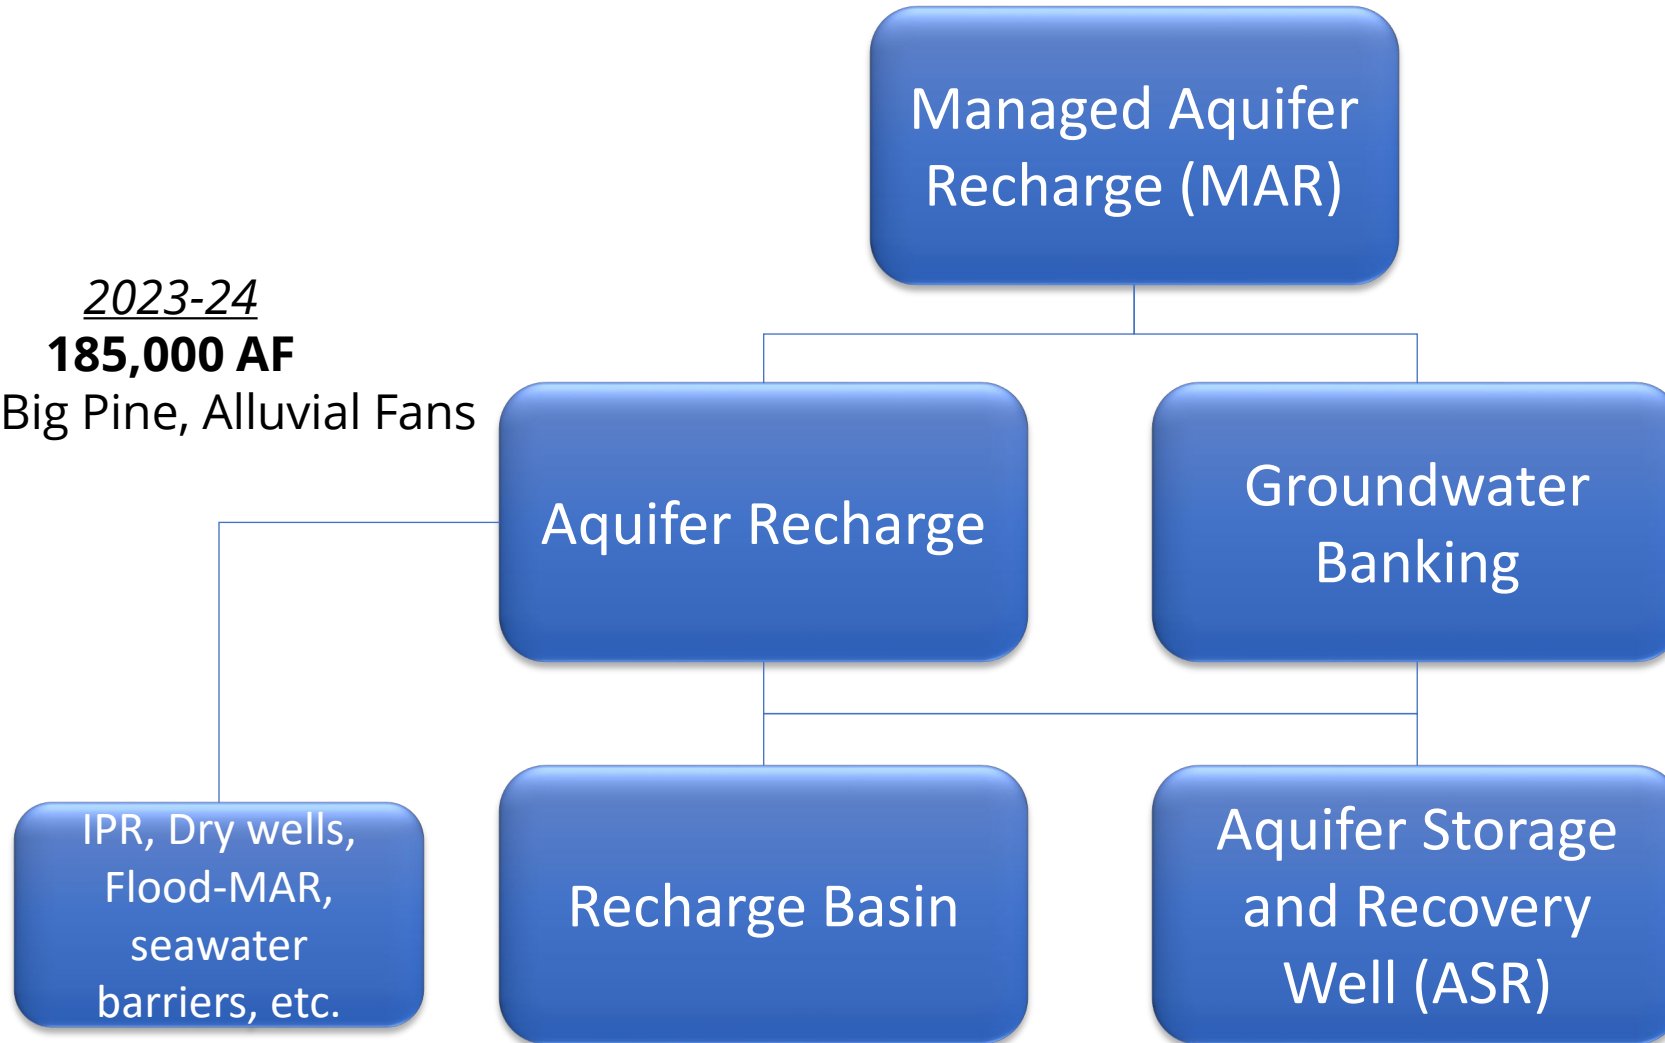 Managed Aquifer
Recharge (MAR)
2023-24
185,000 AF
Big Pine, Alluvial Fans
Aquifer Recharge
Groundwater
Banking
IPR, Dry wells,
Flood-MAR,
seawater
barriers, etc.
Recharge Basin
Aquifer Storage
and Recovery
Well (ASR)